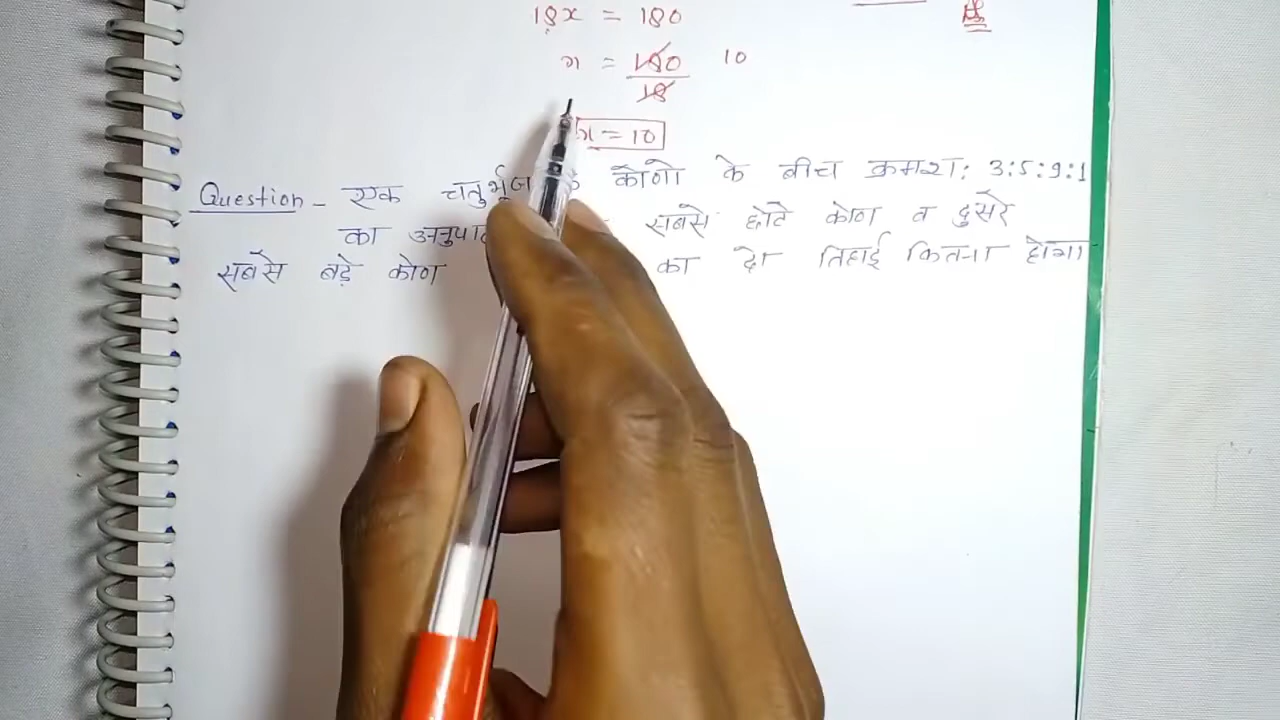 18x = 180
x = 180 10
18
x = 10
Question - एक चतुर्भूज कोणो के बीच क्रमश: 3:5:9:1
का अनुपात सबसे छोटे कोण व दुसरे
सबसे बड़े कोण का दो तिहाई कितना होगा